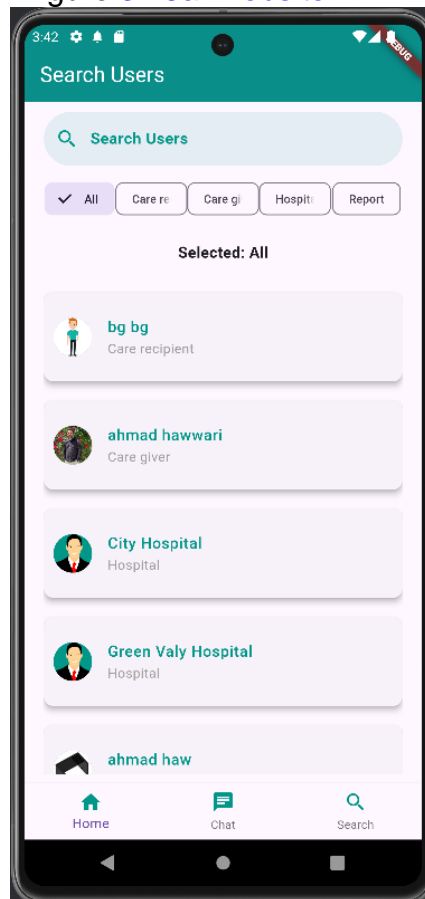 3:42
DEBUG
Search Users
Search Users
All
Care re
Care gi
Hospit
Report
Selected: All
bg bg
Care recipient
ahmad hawwari
Care giver
City Hospital
Hospital
Green Valy Hospital
Hospital
ahmad haw
Home
Chat
Search